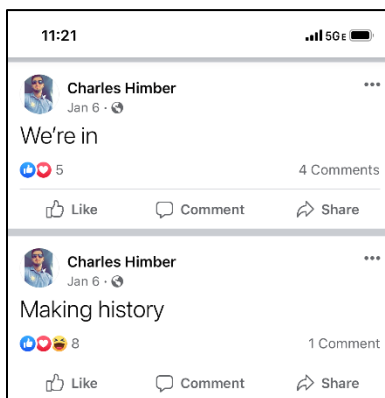 11:21 5GE
Charles Himber
Jan 6 ·
We're in
5 4 Comments
Like Comment Share
Charles Himber
Jan 6 ·
Making history
8 1 Comment
Like Comment Share